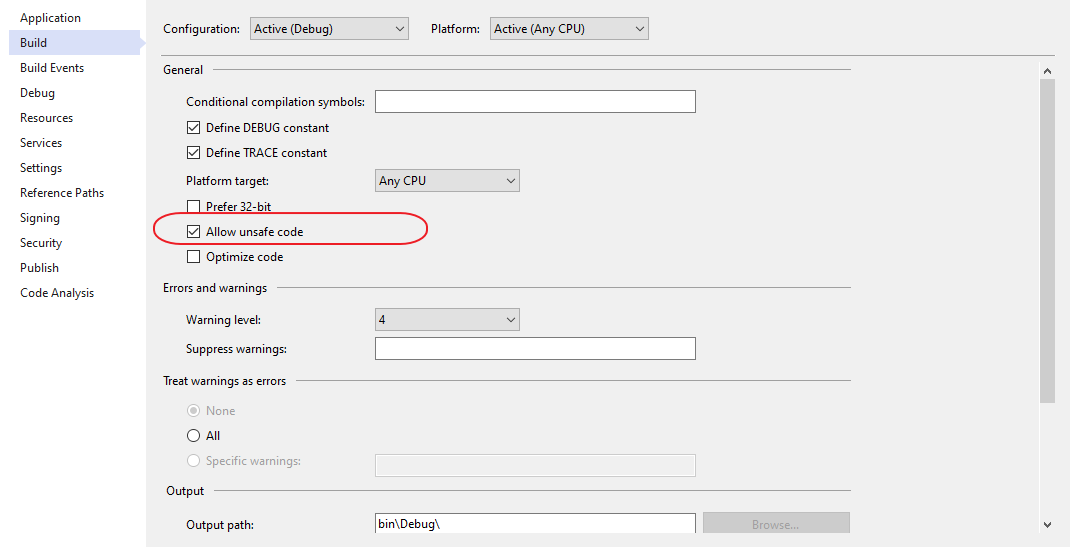 Application
Build
Build Events
Debug
Resources
Services
Settings
Reference Paths
Signing
Security
Publish
Code Analysis
Configuration: Active (Debug) Platform: Active (Any CPU)
General
Conditional compilation symbols:
Define DEBUG constant
Define TRACE constant
Platform target: Any CPU
Prefer 32-bit
Allow unsafe code
Optimize code
Errors and warnings
Warning level: 4
Suppress warnings:
Treat warnings as errors
None
All
Specific warnings:
Output
Output path: bin\Debug\ Browse...